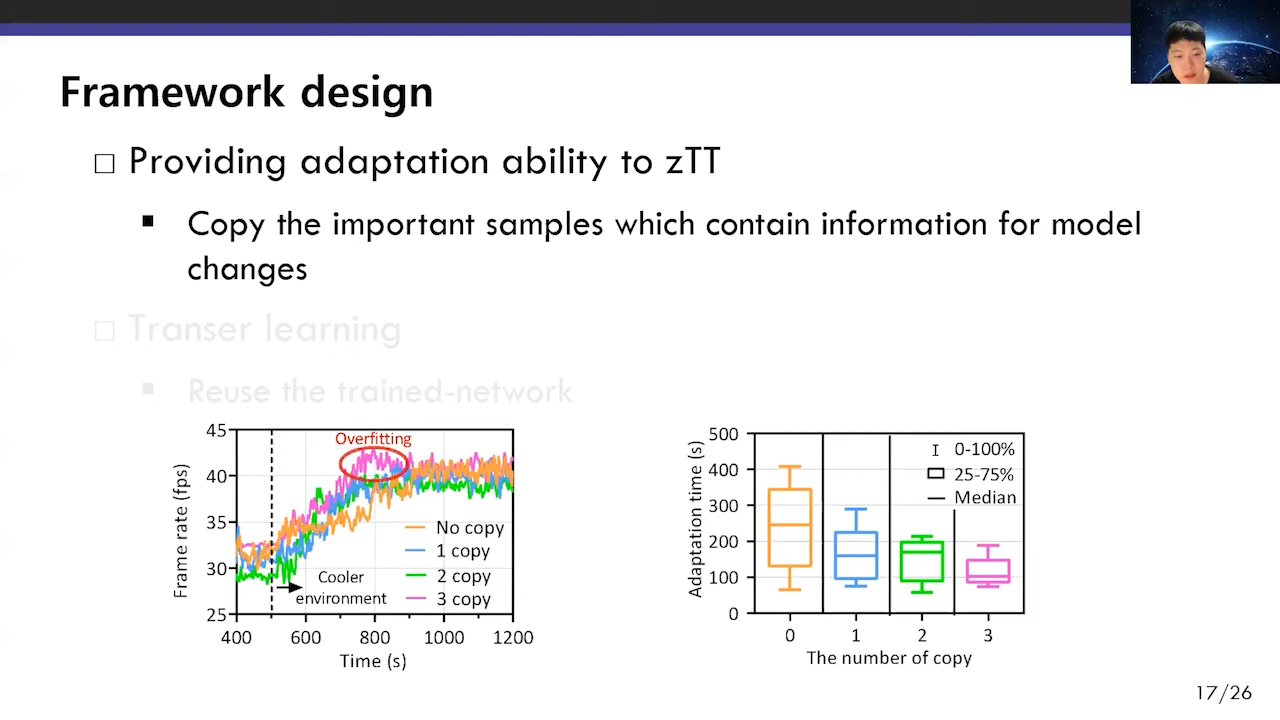 Framework design
□ Providing adaptation ability to zTT
▪ Copy the important samples which contain information for model
changes
□ Transer learning
▪ Reuse the trained-network
45
40
35
30
25
Frame rate (fps)
Overfitting
No copy
1 copy
2 copy
3 copy
Cooler
environment
400 600 800 1000 1200
Time (s)
500
400
300
200
100
0
Adaptation time (s)
0-100%
25-75%
Median
0 1 2 3
The number of copy
17/26